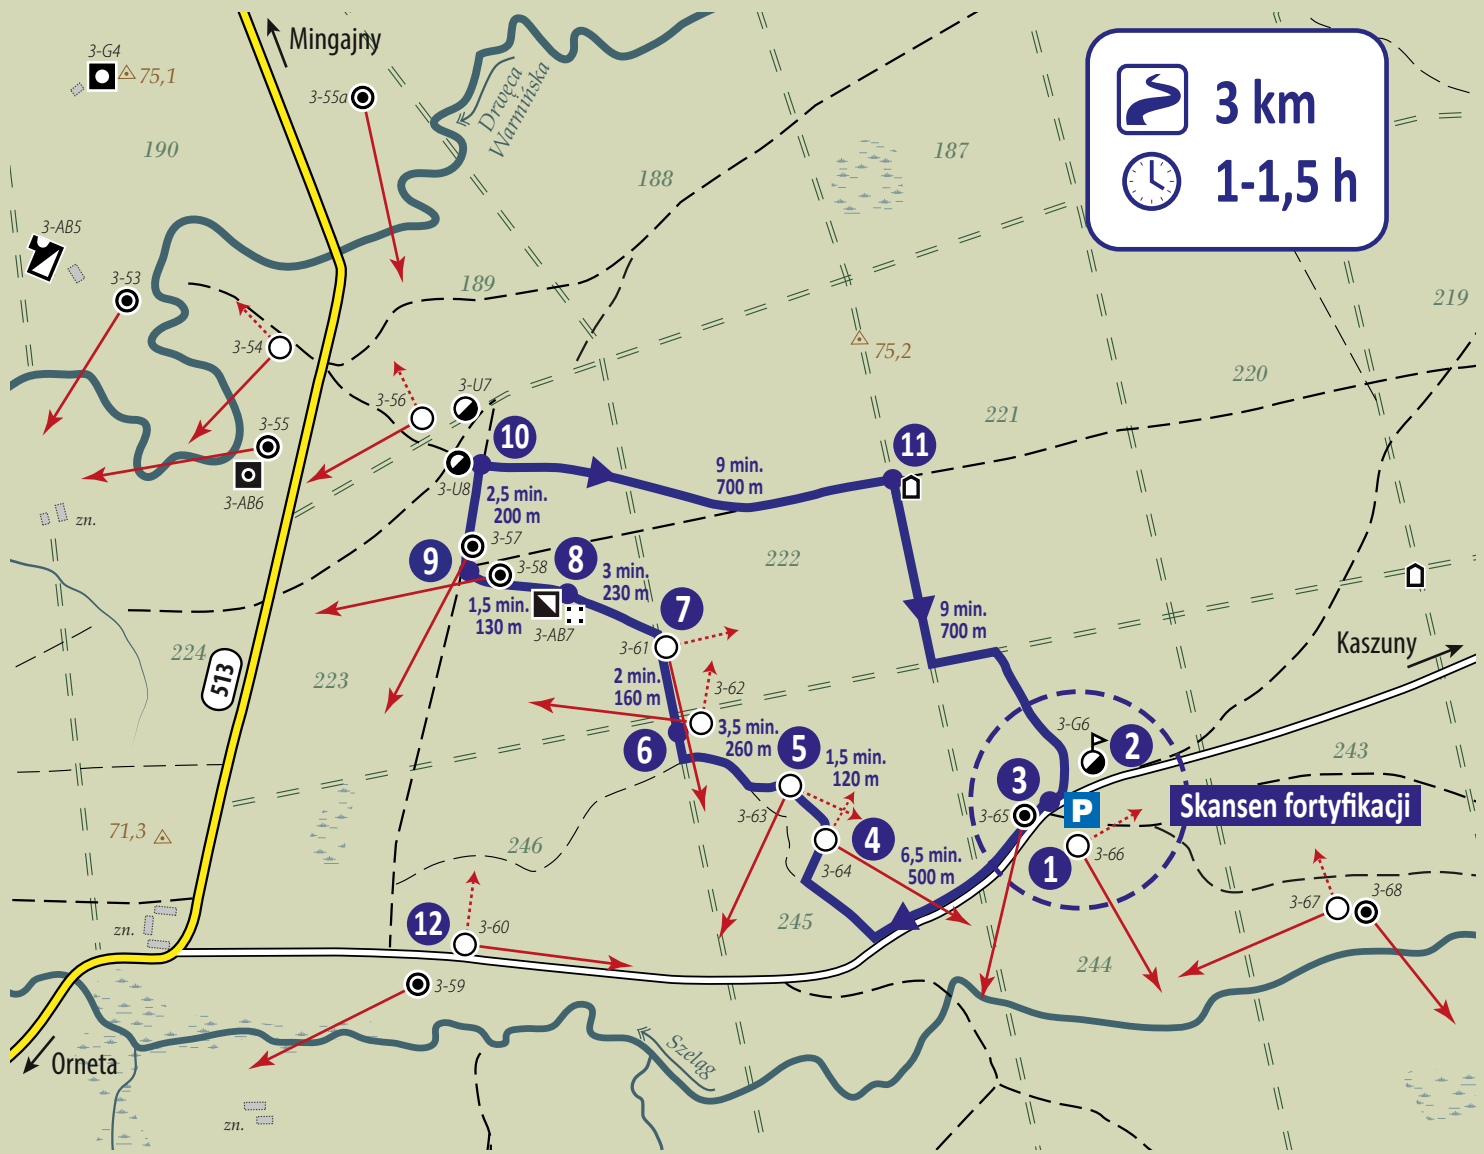 Mingajny
3-G4
75,1
3-55a
Drwęca
Warmińska
3 km
1-1,5 h
190
188
187
3-AB5
3-53
189
219
3-54
75,2
3-U7
220
3-56
221
3-55
10
11
3-AB6
3-U8
9 min.
700 m
2,5 min.
200 m
zn.
3-57
9
3-58
8
222
3 min.
230 m
1,5 min.
130 m
3-AB7
7
9 min.
700 m
3-61
Kaszuny
224
513
223
2 min.
160 m
3-62
3-G6
6
3,5 min.
260 m
5
2
1,5 min.
120 m
243
3
P
Skansen fortyfikacji
3-63
3-65
71,3
246
4
3-64
6,5 min.
500 m
1
3-66
3-67
3-68
12
3-60
245
zn.
244
3-59
Orneta
Szeląg
zn.